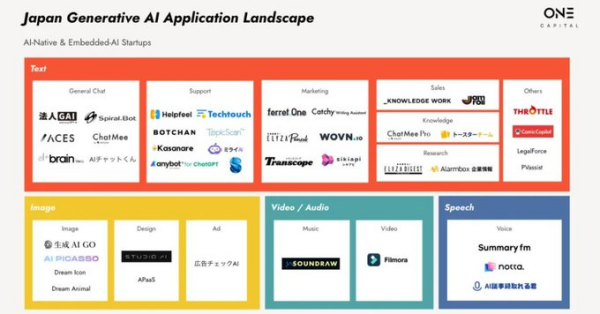 Japan Generative AI Application Landscape
ONE
CAPITAL
AI-Native & Embedded-AI Startups
Text
General Chat
法人GAI
Spiral.Bot
ACES
ChatMee
brain
AIチャットくん
Support
Helpfeel
Techtouch
BOTCHAN
TopicScan
Kasanare
ミライル
anybot for ChatGPT
Marketing
ferret One
Catchy Writing Assistant
ELYZA Pencil
WOVN.io
Transcope
Sales
_KNOWLEDGE WORK
Knowledge
ChatMee Pro
トースターチーム
Research
ELYZA DIGEST
Alarmbox 企業情報
Others
THROTTLE
Comic Copilot
LegalForce
PVassist
Image
Image
生成 AI GO
AI PICASSO
Dream Icon
Dream Animal
Design
STUDIO AI
APaaS
Ad
広告チェックAI
Video / Audio
Music
SOUNDRAW
Video
Filmora
Speech
Voice
Summary fm
notta.
AI議事録取れる君